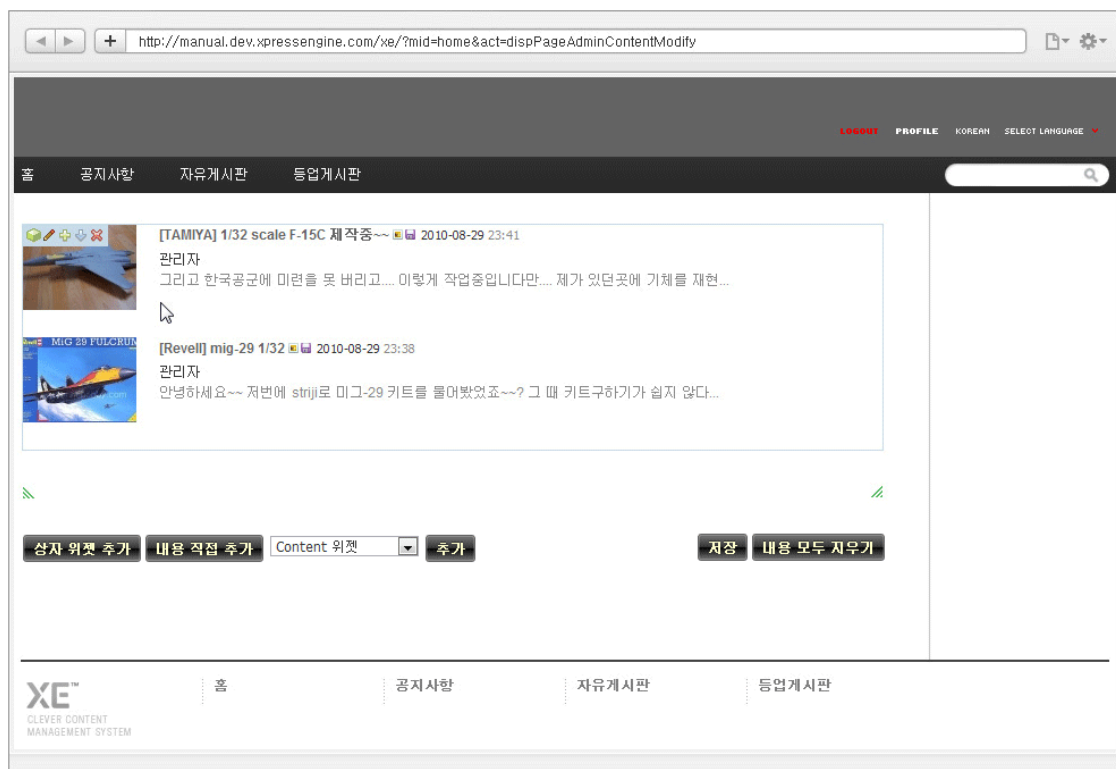 http://manual.dev.xpressengine.com/xe/?mid=home&act=dispPageAdminContentModify
LOGOUT PROFILE KOREAN SELECT LANGUAGE
홈 공지사항 자유게시판 등업게시판
[TAMIYA] 1/32 scale F-15C 제작중~~ 2010-08-29 23:41
관리자
그리고 한국공군에 미련을 못 버리고.... 이렇게 작업중입니다만.... 제가 있던곳에 기체를 재현...
MiG 29 FULCRUM
[Revell] mig-29 1/32 2010-08-29 23:38
관리자
안녕하세요~~ 저번에 striji로 미그-29 키트를 물어봤었죠~~? 그 때 키트구하기가 쉽지 않다...
상자 위젯 추가 내용 직접 추가 Content 위젯 추가 저장 내용 모두 지우기
XE™ 홈 공지사항 자유게시판 등업게시판
CLEVER CONTENT
MANAGEMENT SYSTEM